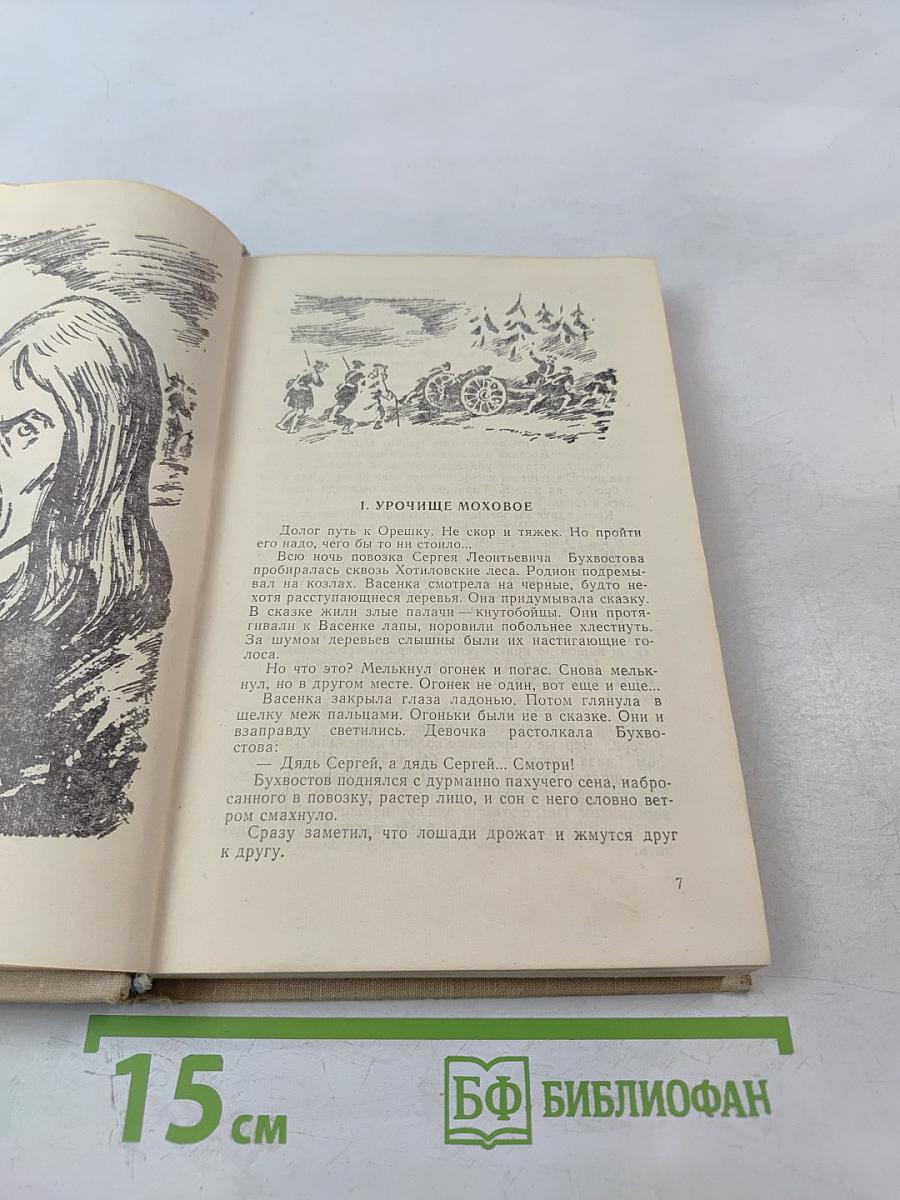 1. УРОЧИЩЕ МОХОВОЕ
Долог путь к Орешку. Не скор и тяжек. Но пройти
его надо, чего бы то ни стоило...
Всю ночь повозка Сергея Леонтьевича Бухвостова
пробиралась сквозь Хотиловские леса. Родион подремы-
вал на козлах. Васенка смотрела на черные, будто не-
хотя расступающиеся деревья. Она придумывала сказку.
В сказке жили злые палачи — кнутобойцы. Они протя-
гивали к Васенке лапы, норовили побольнее хлестнуть.
За шумом деревьев слышны были их настигающие го-
лоса.
Но что это? Мелькнул огонек и погас. Снова мельк-
нул, но в другом месте. Огонек не один, вот еще и еще...
Васенка закрыла глаза ладонью. Потом глянула в
щелку меж пальцами. Огоньки были не в сказке. Они и
взаправду светились. Девочка растолкала Бухво-
стова:
— Дядь Сергей, а дядь Сергей... Смотри!
Бухвостов поднялся с дурманно пахучего сена, набро-
санного в повозку, растер лицо, и сон с него словно вет-
ром смахнуло.
Сразу заметил, что лошади дрожат и жмутся друг
к другу.
7
15 см
БФ БИБЛИОФАН